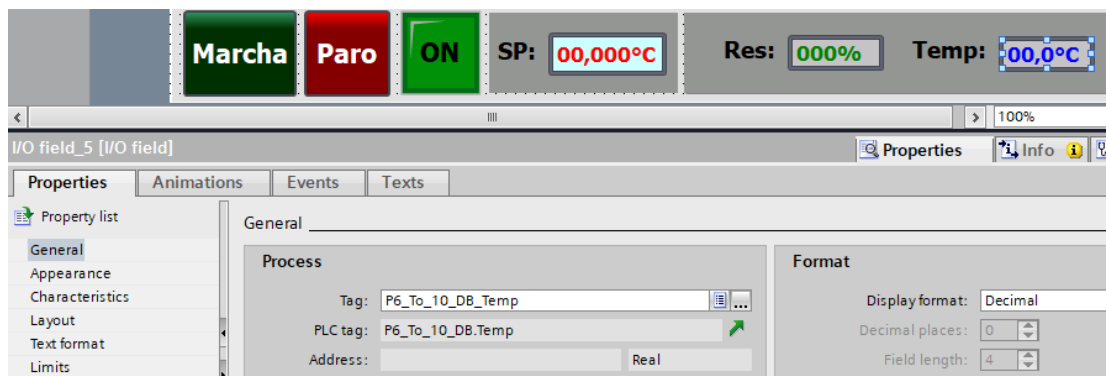 Marcha Paro ON SP: 00,000°C Res: 000% Temp: 00,0°C
100%
I/O field_5 [I/O field] Properties Info
Properties Animations Events Texts
Property list
General
General
Appearance
Characteristics
Layout
Text format
Limits
Process
Tag: P6_To_10_DB_Temp ...
PLC tag: P6_To_10_DB.Temp
Address: Real
Format
Display format: Decimal
Decimal places: 0
Field length: 4